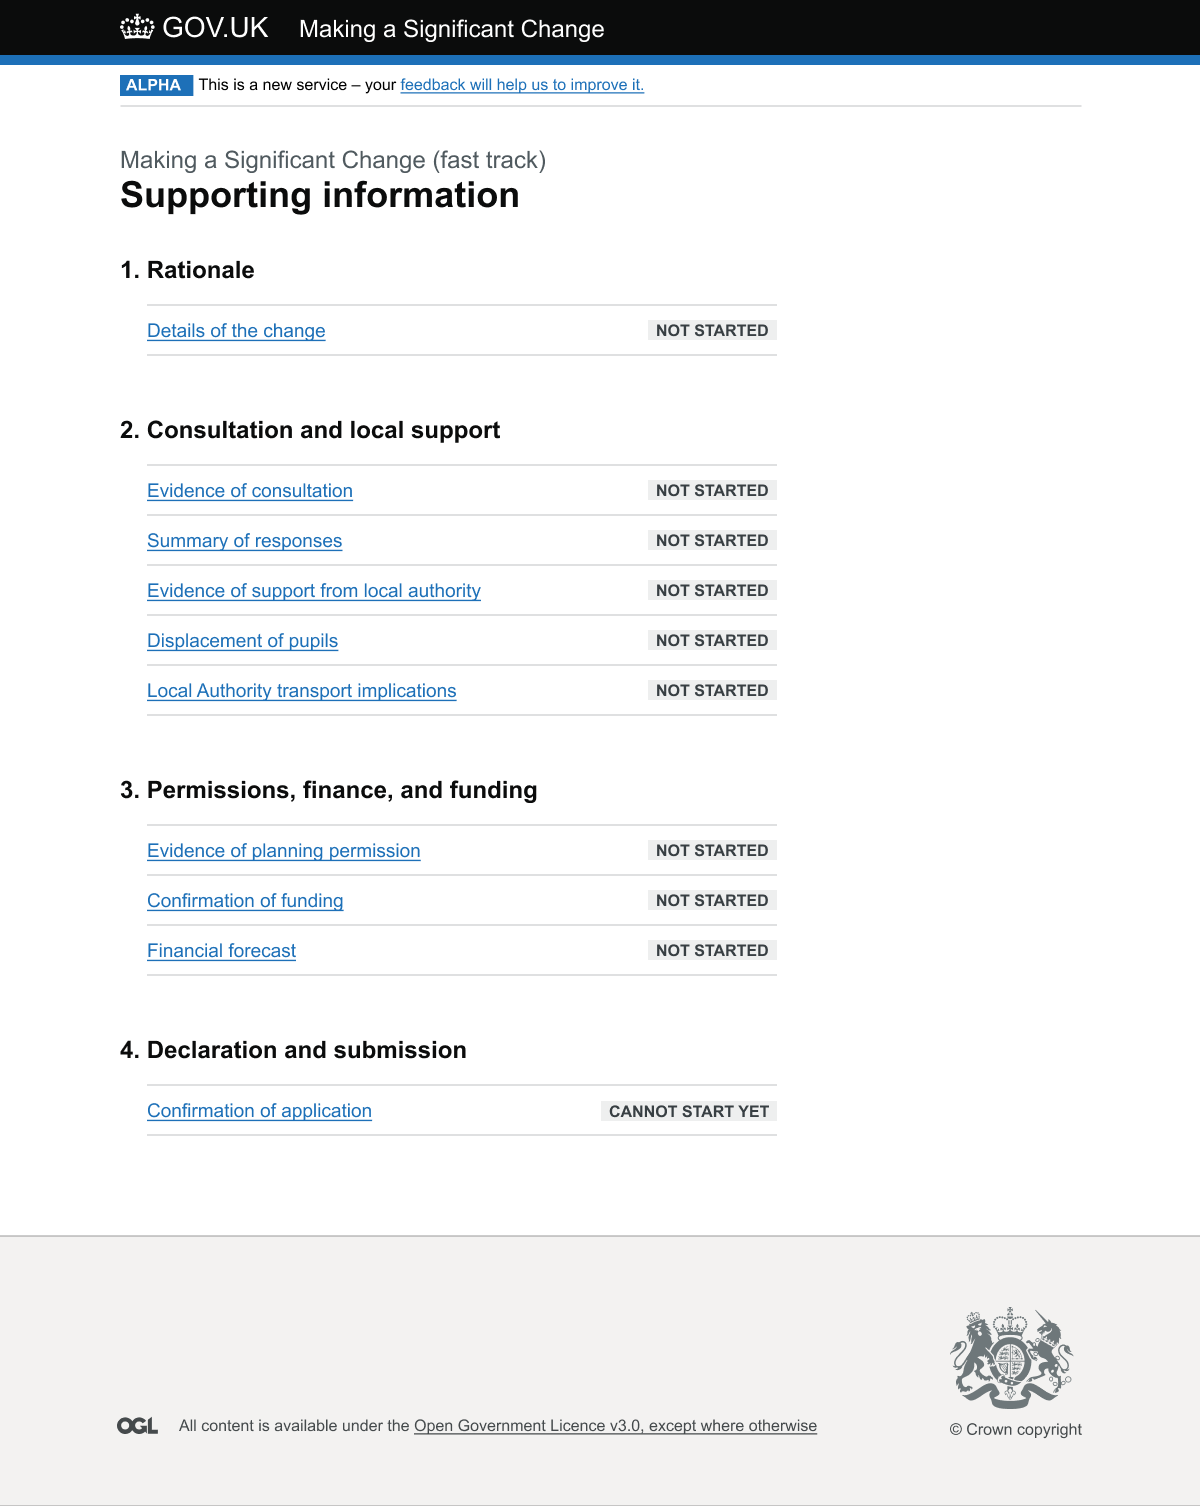 GOV.UK Making a Significant Change
ALPHA This is a new service – your feedback will help us to improve it.
Making a Significant Change (fast track)
Supporting information
1. Rationale
Details of the change NOT STARTED
2. Consultation and local support
Evidence of consultation NOT STARTED
Summary of responses NOT STARTED
Evidence of support from local authority NOT STARTED
Displacement of pupils NOT STARTED
Local Authority transport implications NOT STARTED
3. Permissions, finance, and funding
Evidence of planning permission NOT STARTED
Confirmation of funding NOT STARTED
Financial forecast NOT STARTED
4. Declaration and submission
Confirmation of application CANNOT START YET
OGL All content is available under the Open Government Licence v3.0, except where otherwise
© Crown copyright